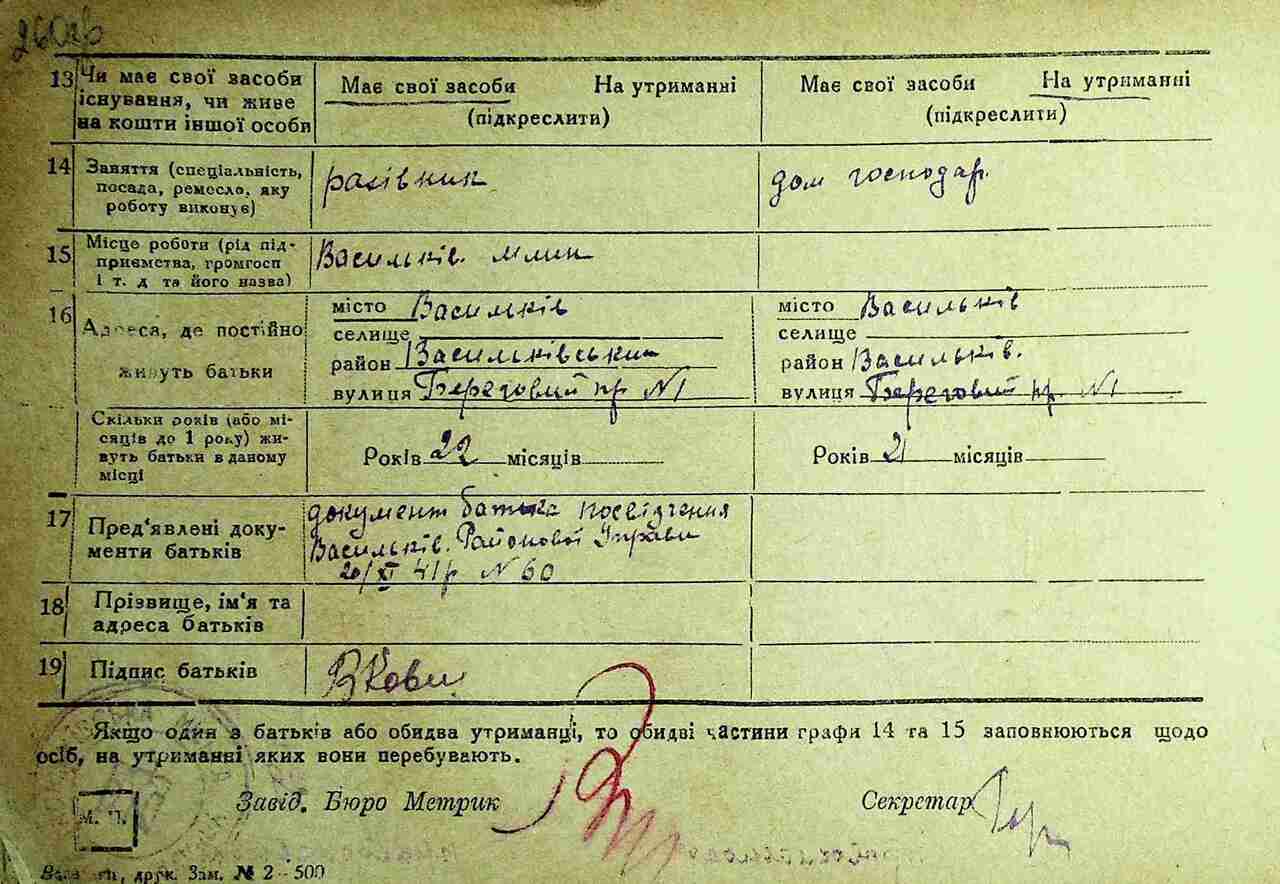 260зв
13 Чи має свої засоби існування, чи живе на кошти іншої особи
Має свої засоби На утриманні
(підкреслити)
Має свої засоби На утриманні
(підкреслити)
14 Заняття (спеціальність, посада, ремесло, яку роботу виконує)
рахівник
дом господар.
15 Місце роботи (рід підприємства, громгосп і т. д та його назва)
Васильків. млин
16 Адреса, де постійно живуть батьки
місто Васильків
селище
район Васильківський
вулиця Береговий пр №1
місто Васильків
селище
район Васильків.
вулиця Береговий пр. №1
Скільки років (або місяців до 1 року) живуть батьки в даному місці
Років 22 місяців
Років 21 місяців
17 Пред'явлені документи батьків
документ батька посвідчення
Васильків. Районової Управи
20/XI 41р №60
18 Прізвище, ім'я та адреса батьків
19 Підпис батьків
Якщо один з батьків або обидва утриманці, то обидві частини графи 14 та 15 заповнюються щодо
осіб, на утриманні яких вони перебувають.
Завід. Бюро Метрик
Секретар
М. П.
друк. Зам. № 2 - 500